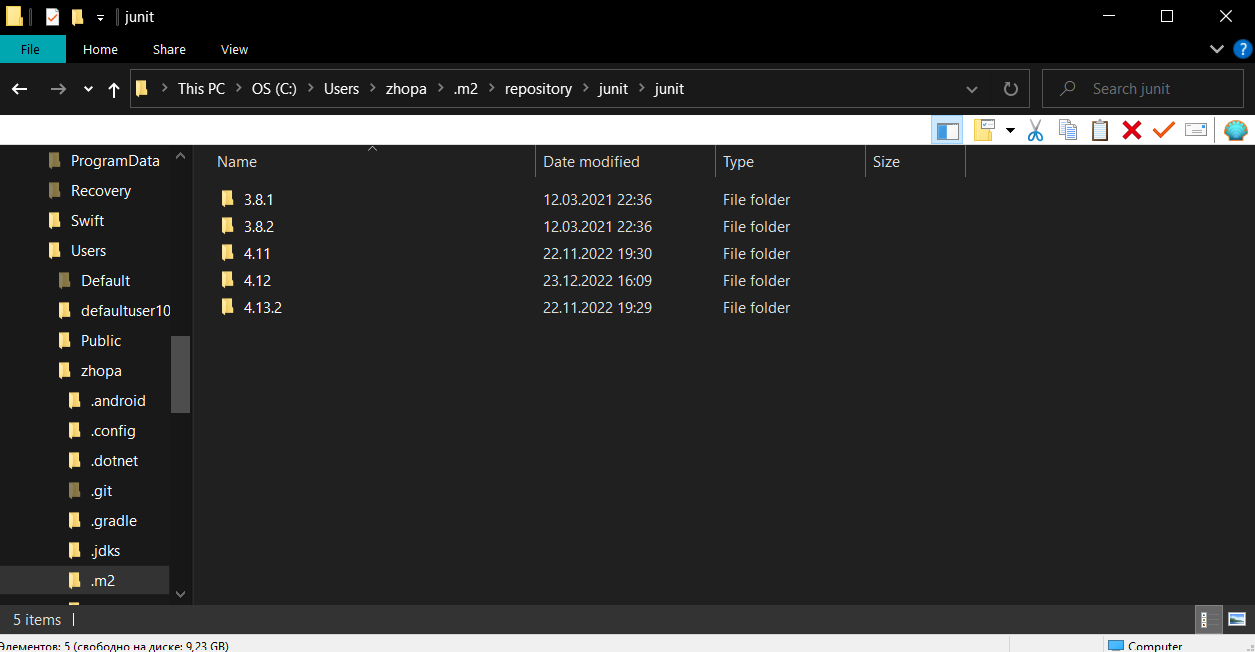 junit
File Home Share View
This PC OS (C:) Users zhopa .m2 repository junit junit
Search junit
Name Date modified Type Size
ProgramData
Recovery
Swift
Users
Default
defaultuser10
Public
zhopa
.android
.config
.dotnet
.git
.gradle
.jdks
.m2
3.8.1 12.03.2021 22:36 File folder
3.8.2 12.03.2021 22:36 File folder
4.11 22.11.2022 19:30 File folder
4.12 23.12.2022 16:09 File folder
4.13.2 22.11.2022 19:29 File folder
5 items
Элементов: 5 (свободно на диске: 9,23 GB)
Computer